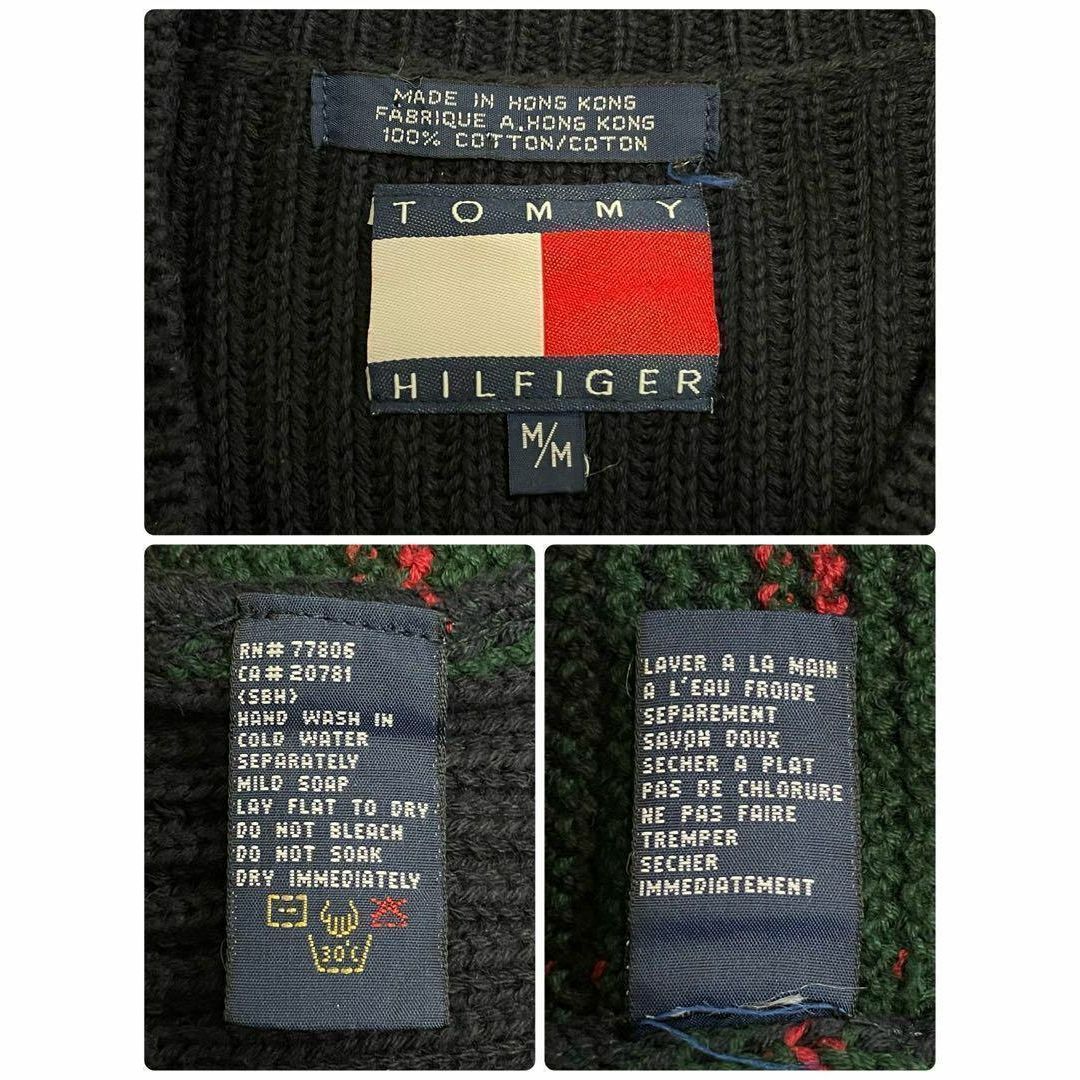 MADE IN HONG KONG
FABRIQUE A.HONG KONG
100% COTTON/COTON
TOMMY
HILFIGER
M/M
RN# 77806
CA# 20781
<SBH>
HAND WASH IN
COLD WATER
SEPARATELY
MILD SOAP
LAY FLAT TO DRY
DO NOT BLEACH
DO NOT SOAK
DRY IMMEDIATELY
30°C
LAVER A LA MAIN
A L'EAU FROIDE
SEPAREMENT
SAVON DOUX
SECHER A PLAT
PAS DE CHLORURE
NE PAS FAIRE
TREMPER
SECHER
IMMEDIATEMENT